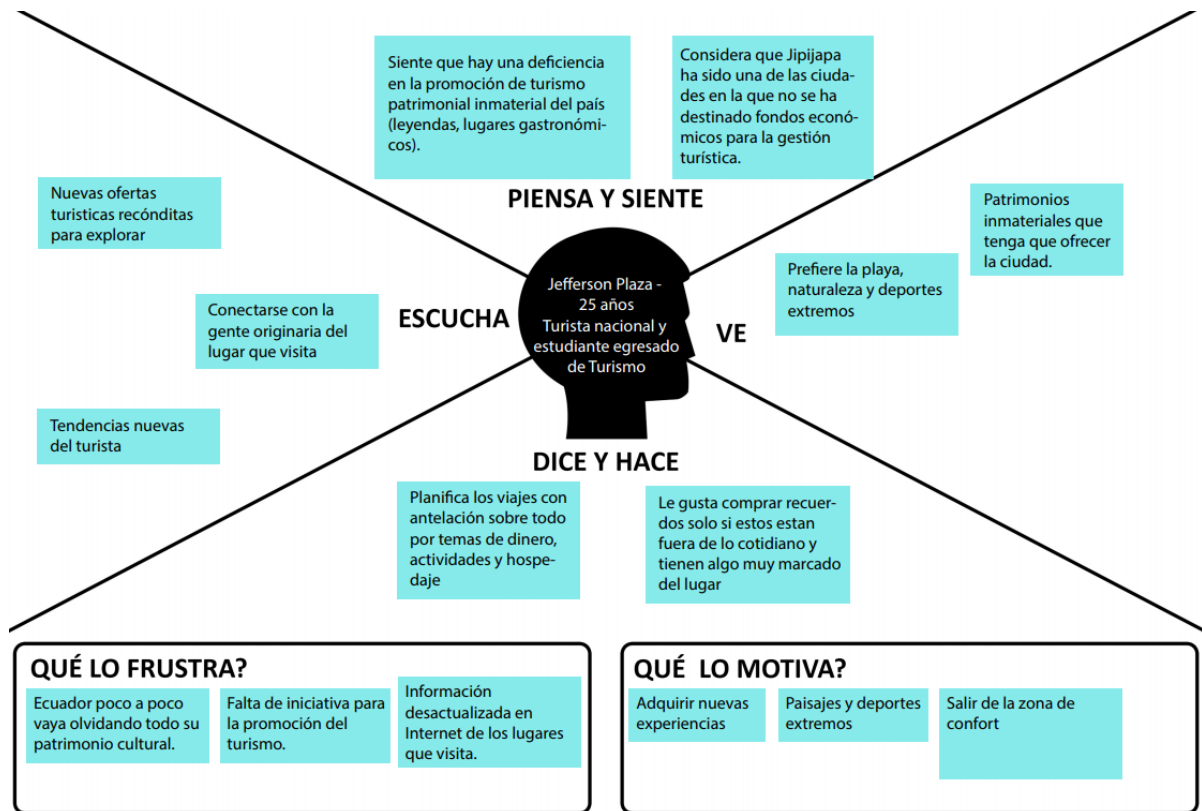 Siente que hay una deficiencia
en la promoción de turismo
patrimonial inmaterial del país
(leyendas, lugares gastronómi-
cos).
Considera que Jipijapa
ha sido una de las ciuda-
des en la que no se ha
destinado fondos econó-
micos para la gestión
turística.
PIENSA Y SIENTE
Nuevas ofertas
turisticas recónditas
para explorar
Conectarse con la
gente originaria del
lugar que visita
Tendencias nuevas
del turista
ESCUCHA
Jefferson Plaza -
25 años
Turista nacional y
estudiante egresado
de Turismo
VE
Prefiere la playa,
naturaleza y deportes
extremos
Patrimonios
inmateriales que
tenga que ofrecer
la ciudad.
DICE Y HACE
Planifica los viajes con
antelación sobre todo
por temas de dinero,
actividades y hospe-
daje
Le gusta comprar recuer-
dos solo si estos estan
fuera de lo cotidiano y
tienen algo muy marcado
del lugar
QUÉ LO FRUSTRA?
Ecuador poco a poco
vaya olvidando todo su
patrimonio cultural.
Falta de iniciativa para
la promoción del
turismo.
Información
desactualizada en
Internet de los lugares
que visita.
QUÉ LO MOTIVA?
Adquirir nuevas
experiencias
Paisajes y deportes
extremos
Salir de la zona de
confort